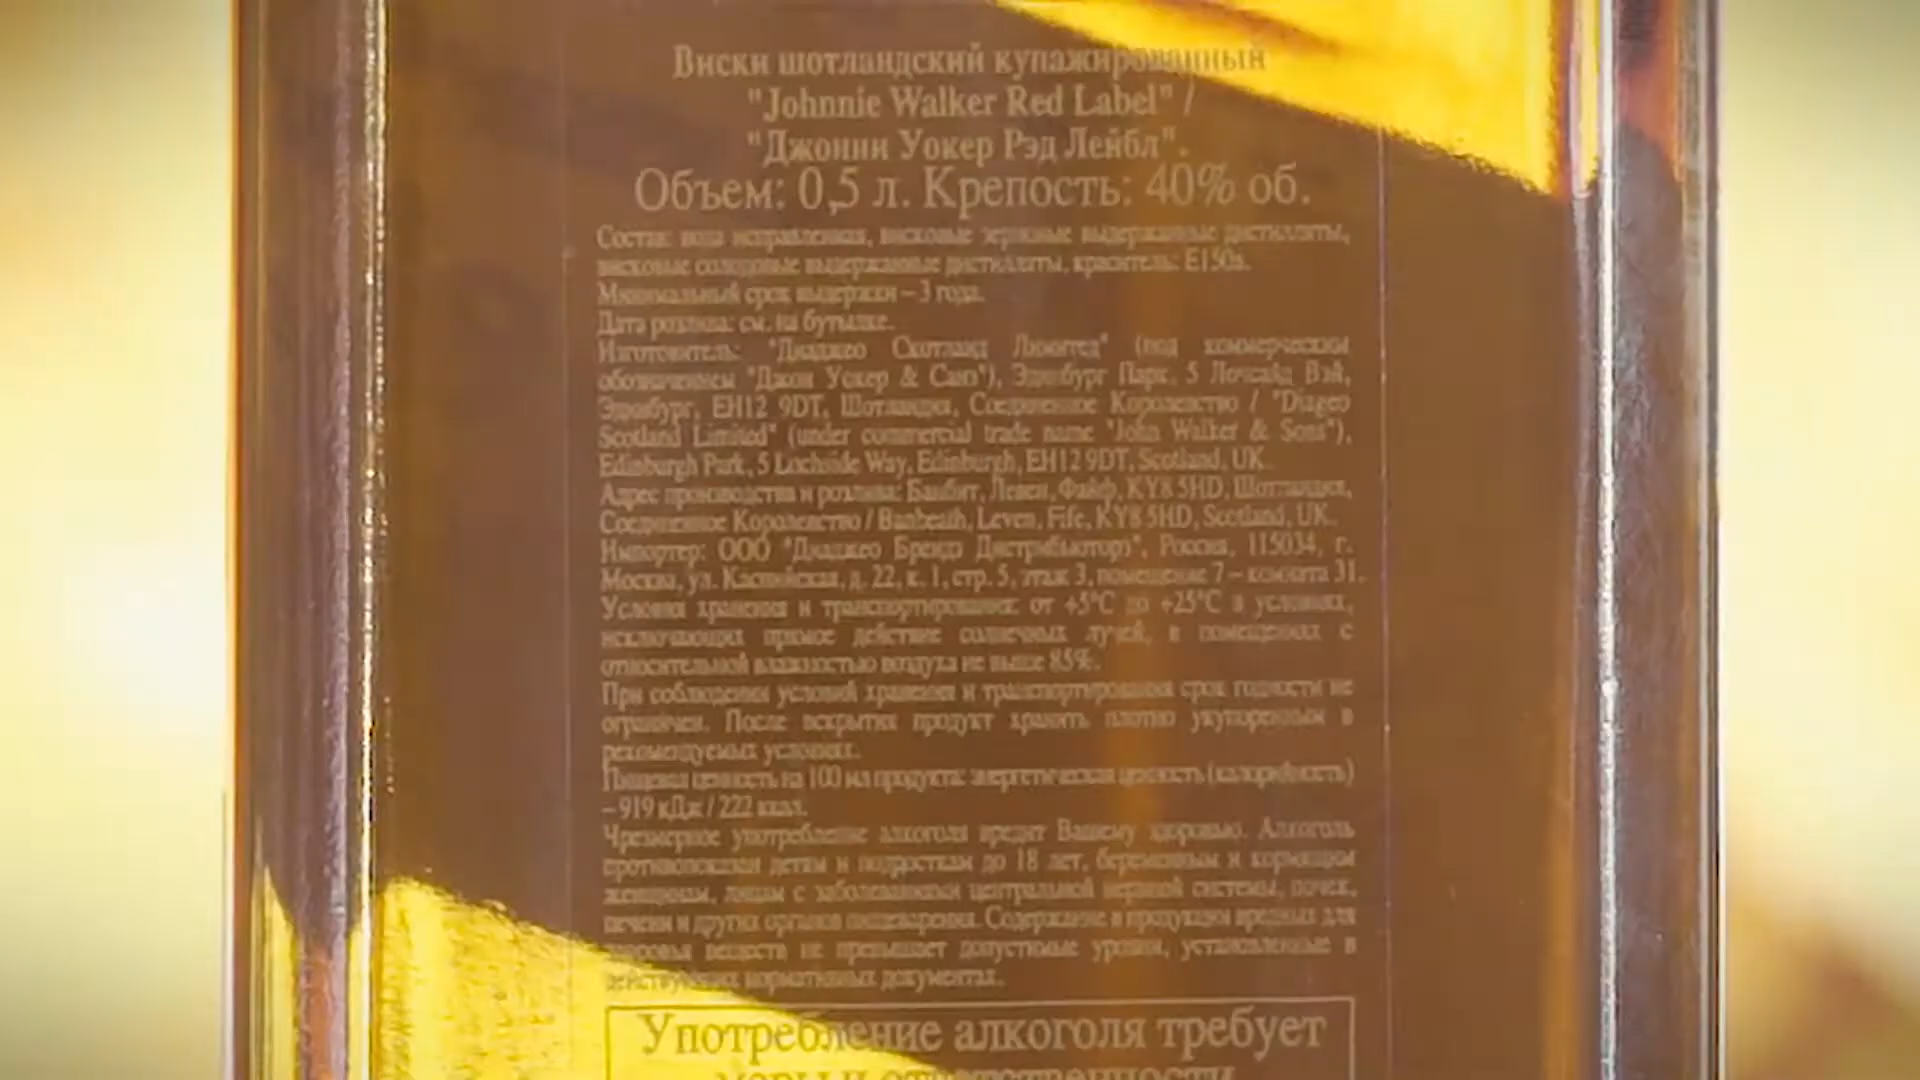 Виски шотландский купажированный
"Johnnie Walker Red Label" /
"Джонни Уокер Рэд Лейбл".
Объем: 0,5 л. Крепость: 40% об.
Состав: вода исправленная, висковые зерновые выдержанные дистилляты,
висковые солодовые выдержанные дистилляты, краситель: E150a.
Минимальный срок выдержки – 3 года.
Дата розлива: см. на бутылке.
Изготовитель: "Диаджео Скотланд Лимитед" (под коммерческим
обозначением "Джон Уокер & Санз"), Эдинбург Парк, 5 Лочсайд Вэй,
Эдинбург, EH12 9DT, Шотландия, Соединенное Королевство / "Diageo
Scotland Limited" (under commercial trade name "John Walker & Sons"),
Edinburgh Park, 5 Lochside Way, Edinburgh, EH12 9DT, Scotland, UK.
Адрес производства и розлива: Банбит, Левен, Файф, KY8 5HD, Шотландия,
Соединенное Королевство / Banbeath, Leven, Fife, KY8 5HD, Scotland, UK.
Импортер: ООО "Диаджео Брендз Дистрибьюторз", Россия, 115034, г.
Москва, ул. Каспийская, д. 22, к. 1, стр. 5, этаж 3, помещение 7 – комната 31.
Условия хранения и транспортирования: от +5°C до +25°C в условиях,
исключающих прямое действие солнечных лучей, в помещениях с
относительной влажностью воздуха не выше 85%.
При соблюдении условий хранения и транспортирования срок годности не
ограничен. После вскрытия продукт хранить плотно укупоренным в
рекомендуемых условиях.
Пищевая ценность на 100 мл продукта: энергетическая ценность (калорийность)
– 919 кДж / 222 ккал.
Чрезмерное употребление алкоголя вредит Вашему здоровью. Алкоголь
противопоказан детям и подросткам до 18 лет, беременным и кормящим
женщинам, лицам с заболеваниями центральной нервной системы, почек,
печени и других органов пищеварения. Содержание в продукции вредных для
здоровья веществ не превышает допустимые уровни, установленные в
действующих нормативных документах.
Употребление алкоголя требует
меры и ответственности